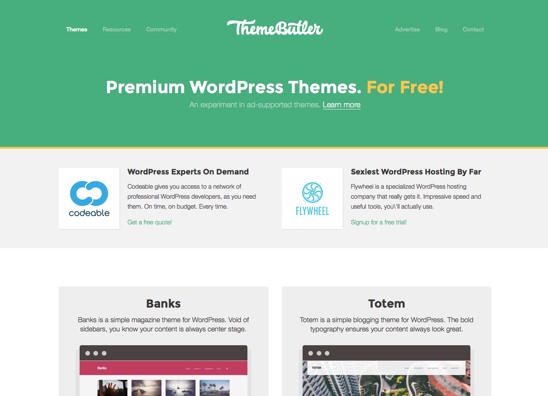 Themes Resources Community ThemeButler Advertise Blog Contact
Premium WordPress Themes. For Free!
An experiment in ad-supported themes. Learn more
WordPress Experts On Demand
Codeable gives you access to a network of
professional WordPress developers, as you need
them. On time, on budget. Every time.
Get a free quote!
codeable
Sexiest WordPress Hosting By Far
Flywheel is a specialized WordPress hosting
company that really gets it. Impressive speed and
useful tools, you\'ll actually use.
Signup for a free trial!
FLYWHEEL
Banks
Banks is a simple magazine theme for WordPress. Void of
sidebars, you know your content is always center stage.
Banks
Totem
Totem is a simple blogging theme for WordPress. The bold
typography ensures your content always look great.
TOTEM